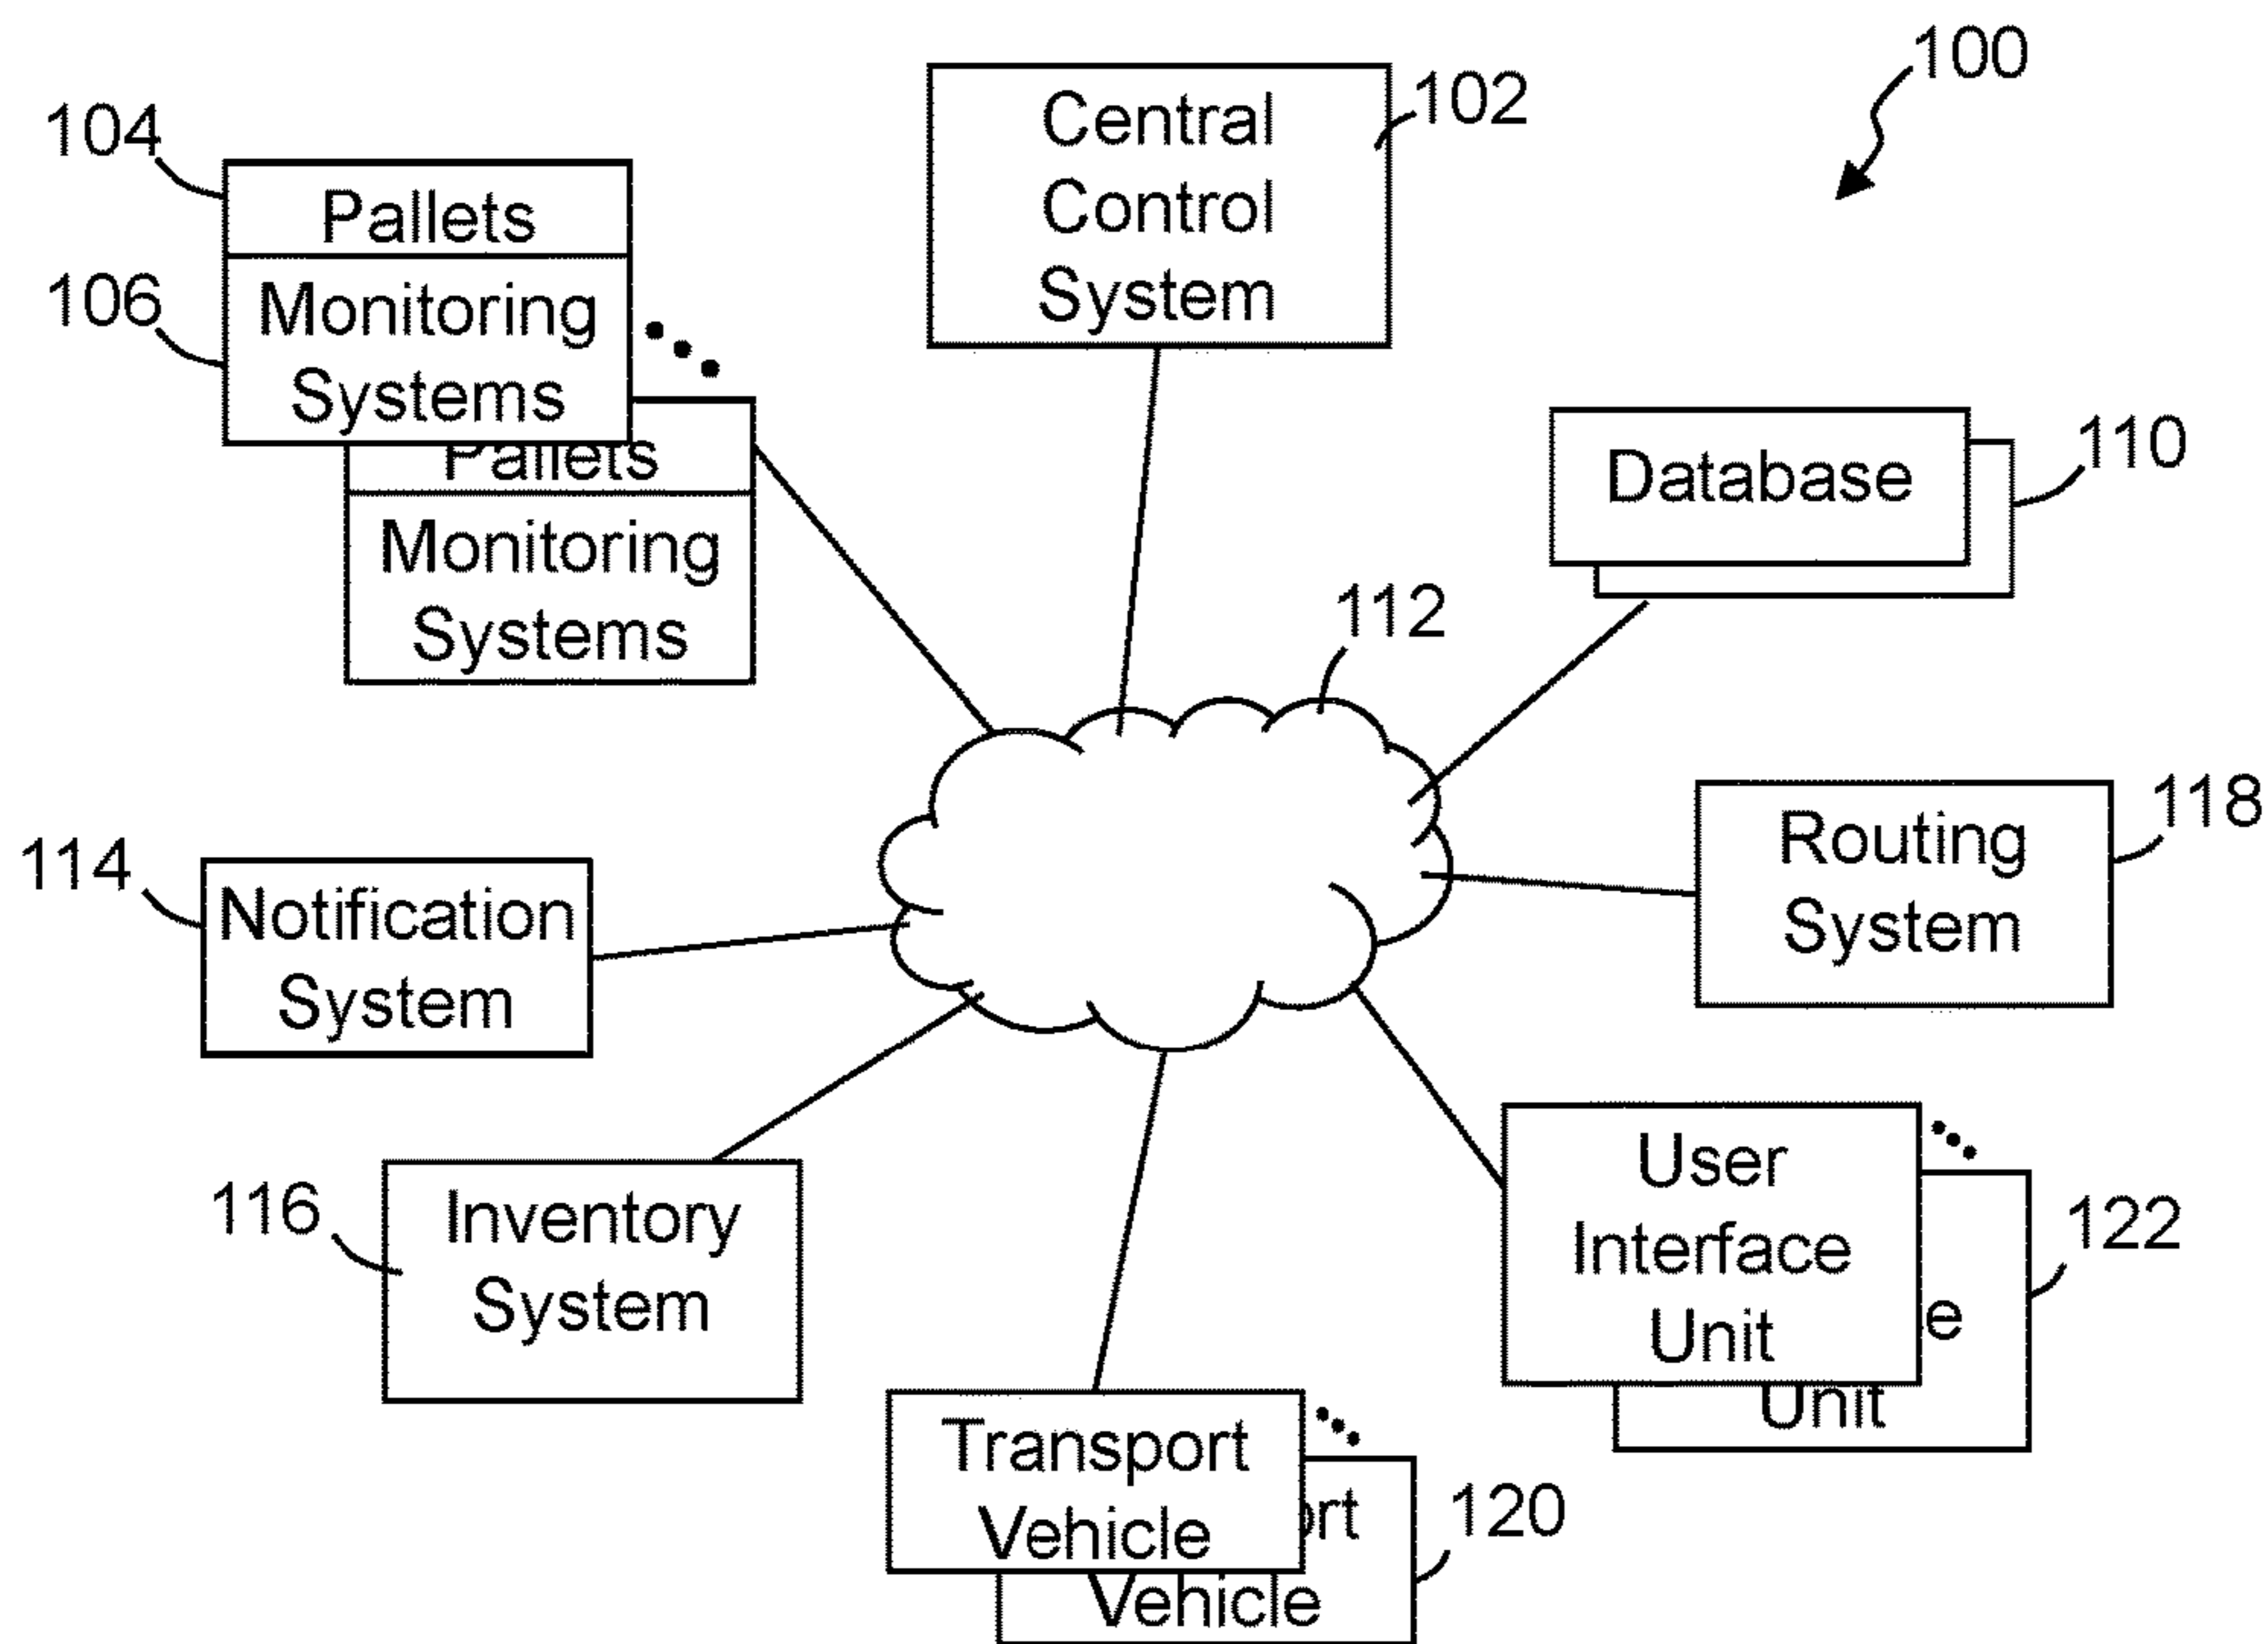 100
102
Central
Control
System
104
Pallets
106
Monitoring
Systems
Pallets
Monitoring
Systems
110
Database
112
118
Routing
System
114
Notification
System
116
Inventory
System
User
Interface
Unit
122
e
Unit
Transport
Vehicle
120
ort
Vehicle